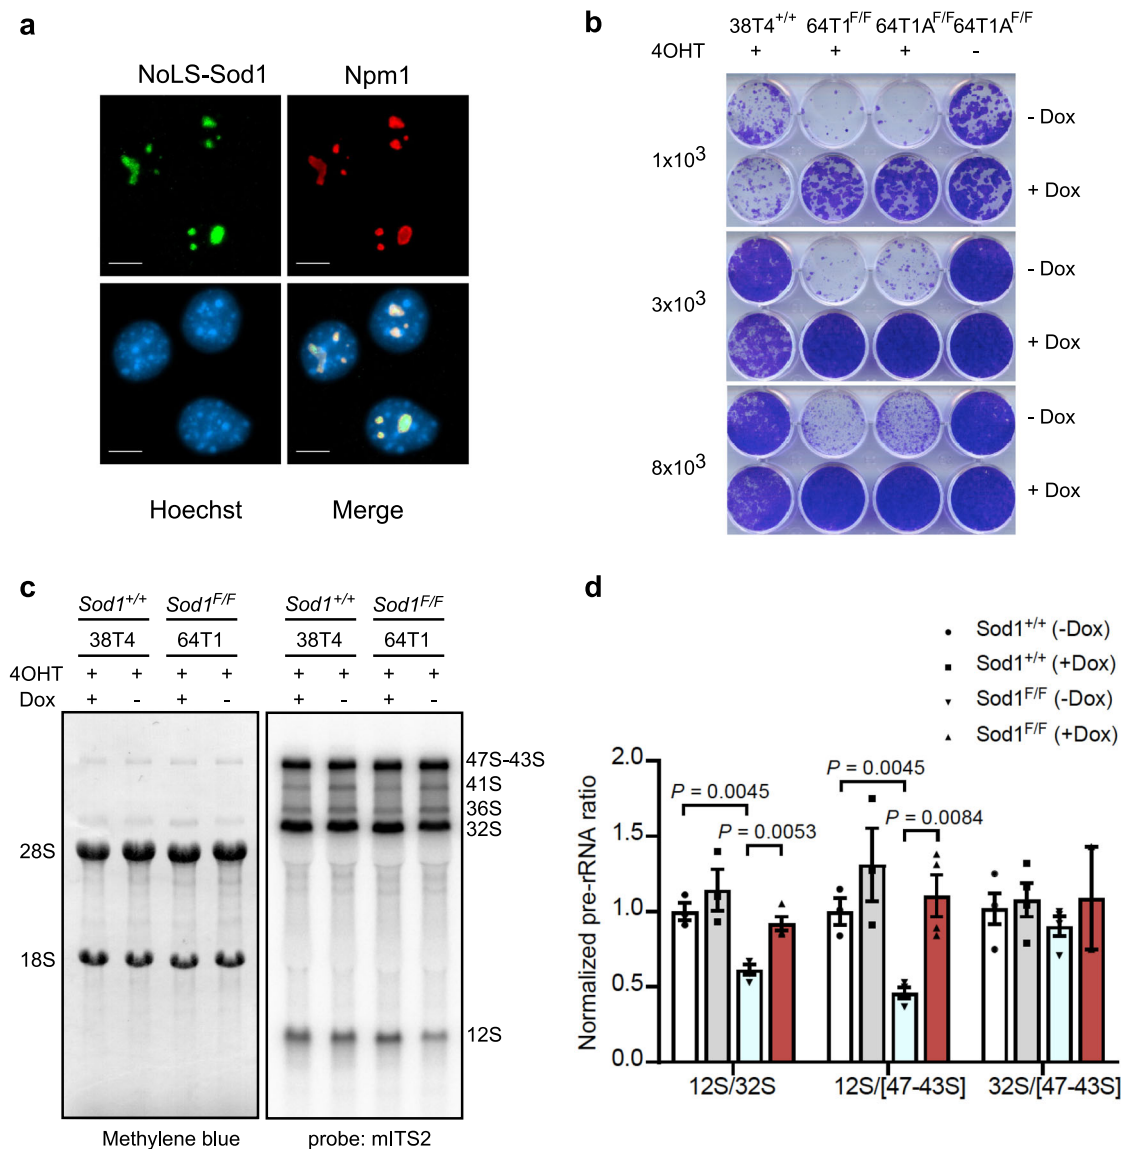 a
NoLS-Sod1 Npm1
Hoechst Merge
b
38T4+/+ 64T1F/F 64T1AF/F 64T1AF/F
4OHT + + + -
1x10³
- Dox
+ Dox
3x10³
- Dox
+ Dox
8x10³
- Dox
+ Dox
c
Sod1+/+ Sod1F/F Sod1+/+ Sod1F/F
38T4 64T1 38T4 64T1
4OHT + + + + + + + +
Dox + - + - + - + -
28S
18S
47S-43S
41S
36S
32S
12S
Methylene blue probe: mITS2
d
Sod1+/+ (-Dox)
Sod1+/+ (+Dox)
Sod1F/F (-Dox)
Sod1F/F (+Dox)
Normalized pre-rRNA ratio
2.0
1.5
1.0
0.5
0.0
P = 0.0045
P = 0.0053
P = 0.0045
P = 0.0084
12S/32S 12S/[47-43S] 32S/[47-43S]